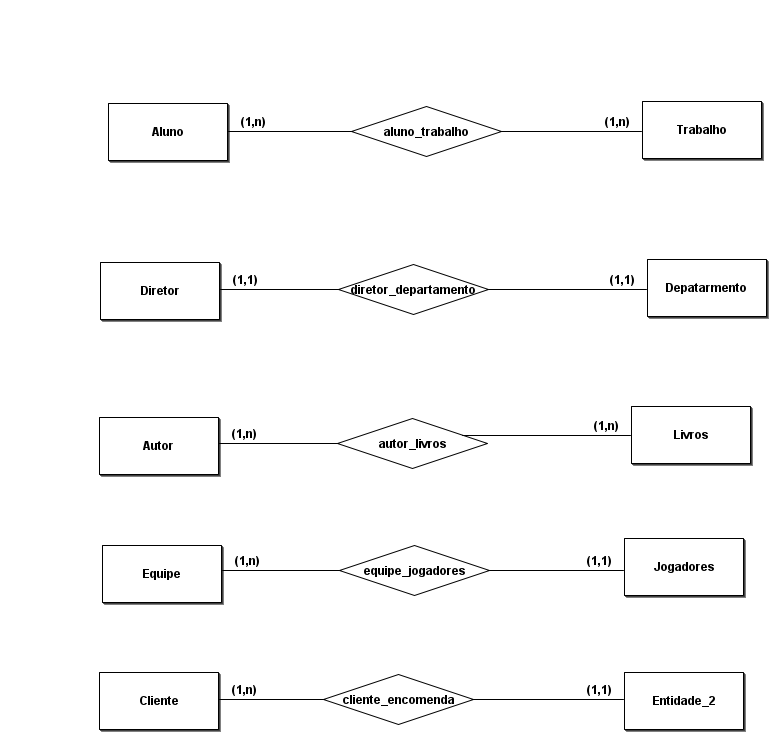 (1,n) (1,n)
Aluno aluno_trabalho Trabalho
(1,1) (1,1)
Diretor diretor_departamento Depatarmento
(1,n) (1,n)
Autor autor_livros Livros
(1,n) (1,1)
Equipe equipe_jogadores Jogadores
(1,n) (1,1)
Cliente cliente_encomenda Entidade_2